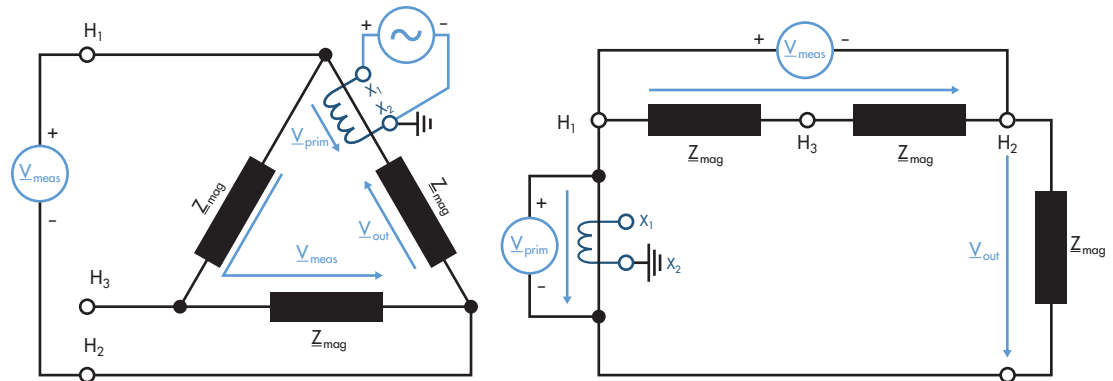 H1
+
−
X1
X2
Vprim
+
Vmeas
−
Zmag
Zmag
Vout
Vmeas
H3
Zmag
H2
+
Vmeas
−
H1
Zmag
H3
Zmag
H2
+
Vprim
−
X1
X2
Vout
Zmag